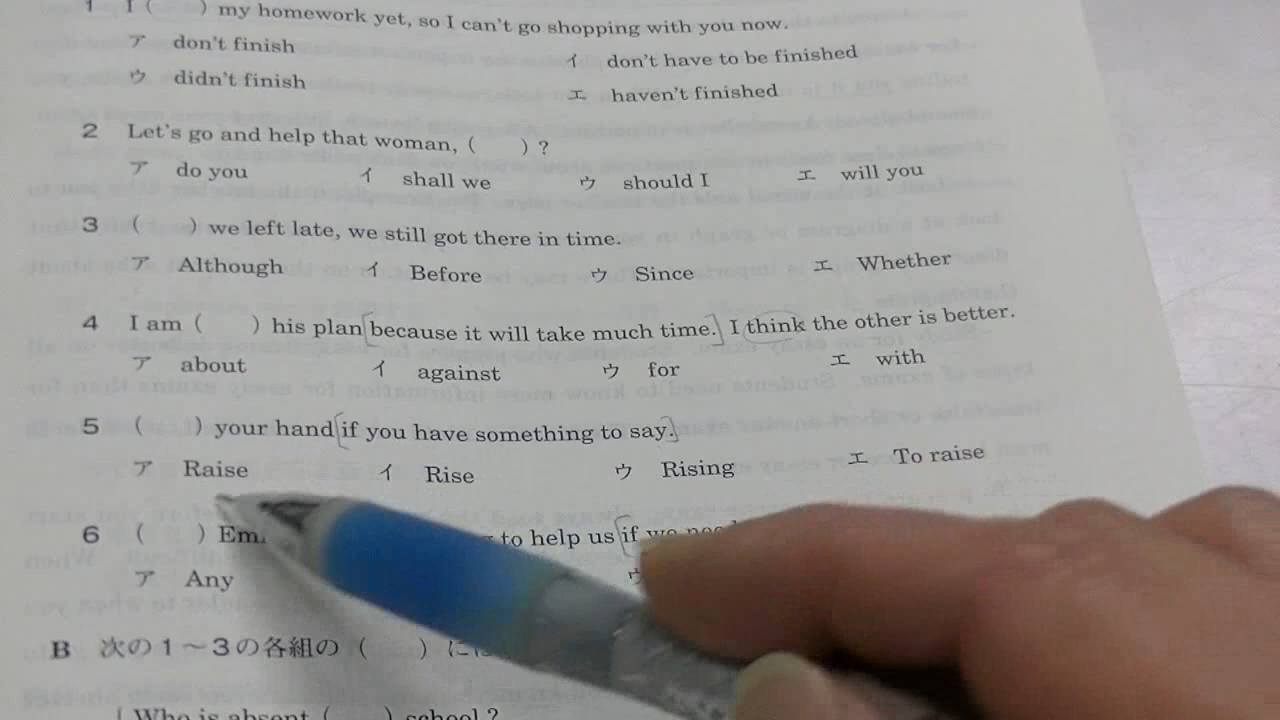 1 I ( ) my homework yet, so I can't go shopping with you now.
ア don't finish イ don't have to be finished
ウ didn't finish エ haven't finished
2 Let's go and help that woman, ( ) ?
ア do you イ shall we ウ should I エ will you
3 ( ) we left late, we still got there in time.
ア Although イ Before ウ Since エ Whether
4 I am ( ) his plan [because it will take much time.] I think the other is better.
ア about イ against ウ for エ with
5 ( ) your hand [if you have something to say.]
ア Raise イ Rise ウ Rising エ To raise
6 ( ) to help us [if we
ア Any ウ
B 次の1～3の各組の ( ) に
Who is absent ( ) school ?